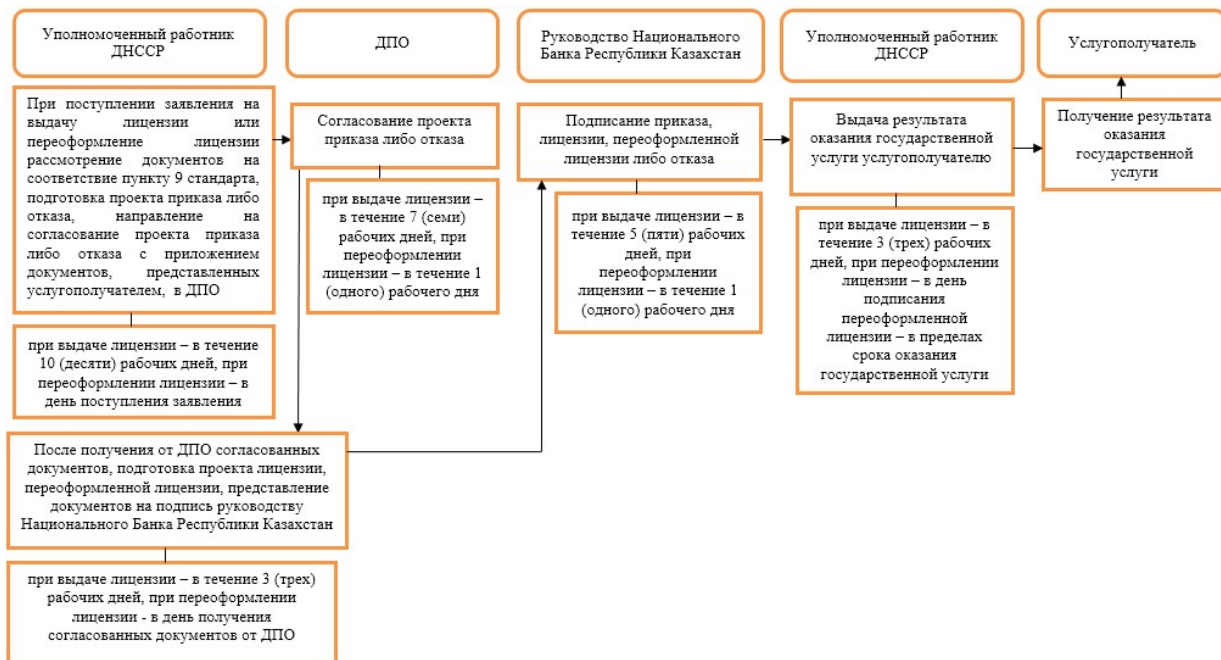 Уполномоченный работник
ДНССР
ДПО
Руководство Национального
Банка Республики Казахстан
Уполномоченный работник
ДНССР
Услугополучатель
При поступлении заявления на
выдачу лицензии или
переоформление лицензии
рассмотрение документов на
соответствие пункту 9 стандарта,
подготовка проекта приказа либо
отказа, направление на
согласование проекта приказа
либо отказа с приложением
документов, представленных
услугополучателем, в ДПО
Согласование проекта
приказа либо отказа
Подписание приказа,
лицензии, переоформленной
лицензии либо отказа
Выдача результата
оказания государственной
услуги услугополучателю
Получение результата
оказания
государственной
услуги
при выдаче лицензии –
в течение 7 (семи)
рабочих дней, при
переоформлении
лицензии – в течение 1
(одного) рабочего дня
при выдаче лицензии – в
течение 5 (пяти) рабочих
дней, при
переоформлении
лицензии – в течение 1
(одного) рабочего дня
при выдаче лицензии – в
течение 3 (трех) рабочих
дней, при переоформлении
лицензии – в день
подписания
переоформленной
лицензии – в пределах
срока оказания
государственной услуги
при выдаче лицензии – в течение
10 (десяти) рабочих дней, при
переоформлении лицензии – в
день поступления заявления
После получения от ДПО согласованных
документов, подготовка проекта лицензии,
переоформленной лицензии, представление
документов на подпись руководству
Национального Банка Республики Казахстан
при выдаче лицензии – в течение 3 (трех)
рабочих дней, при переоформлении
лицензии - в день получения
согласованных документов от ДПО